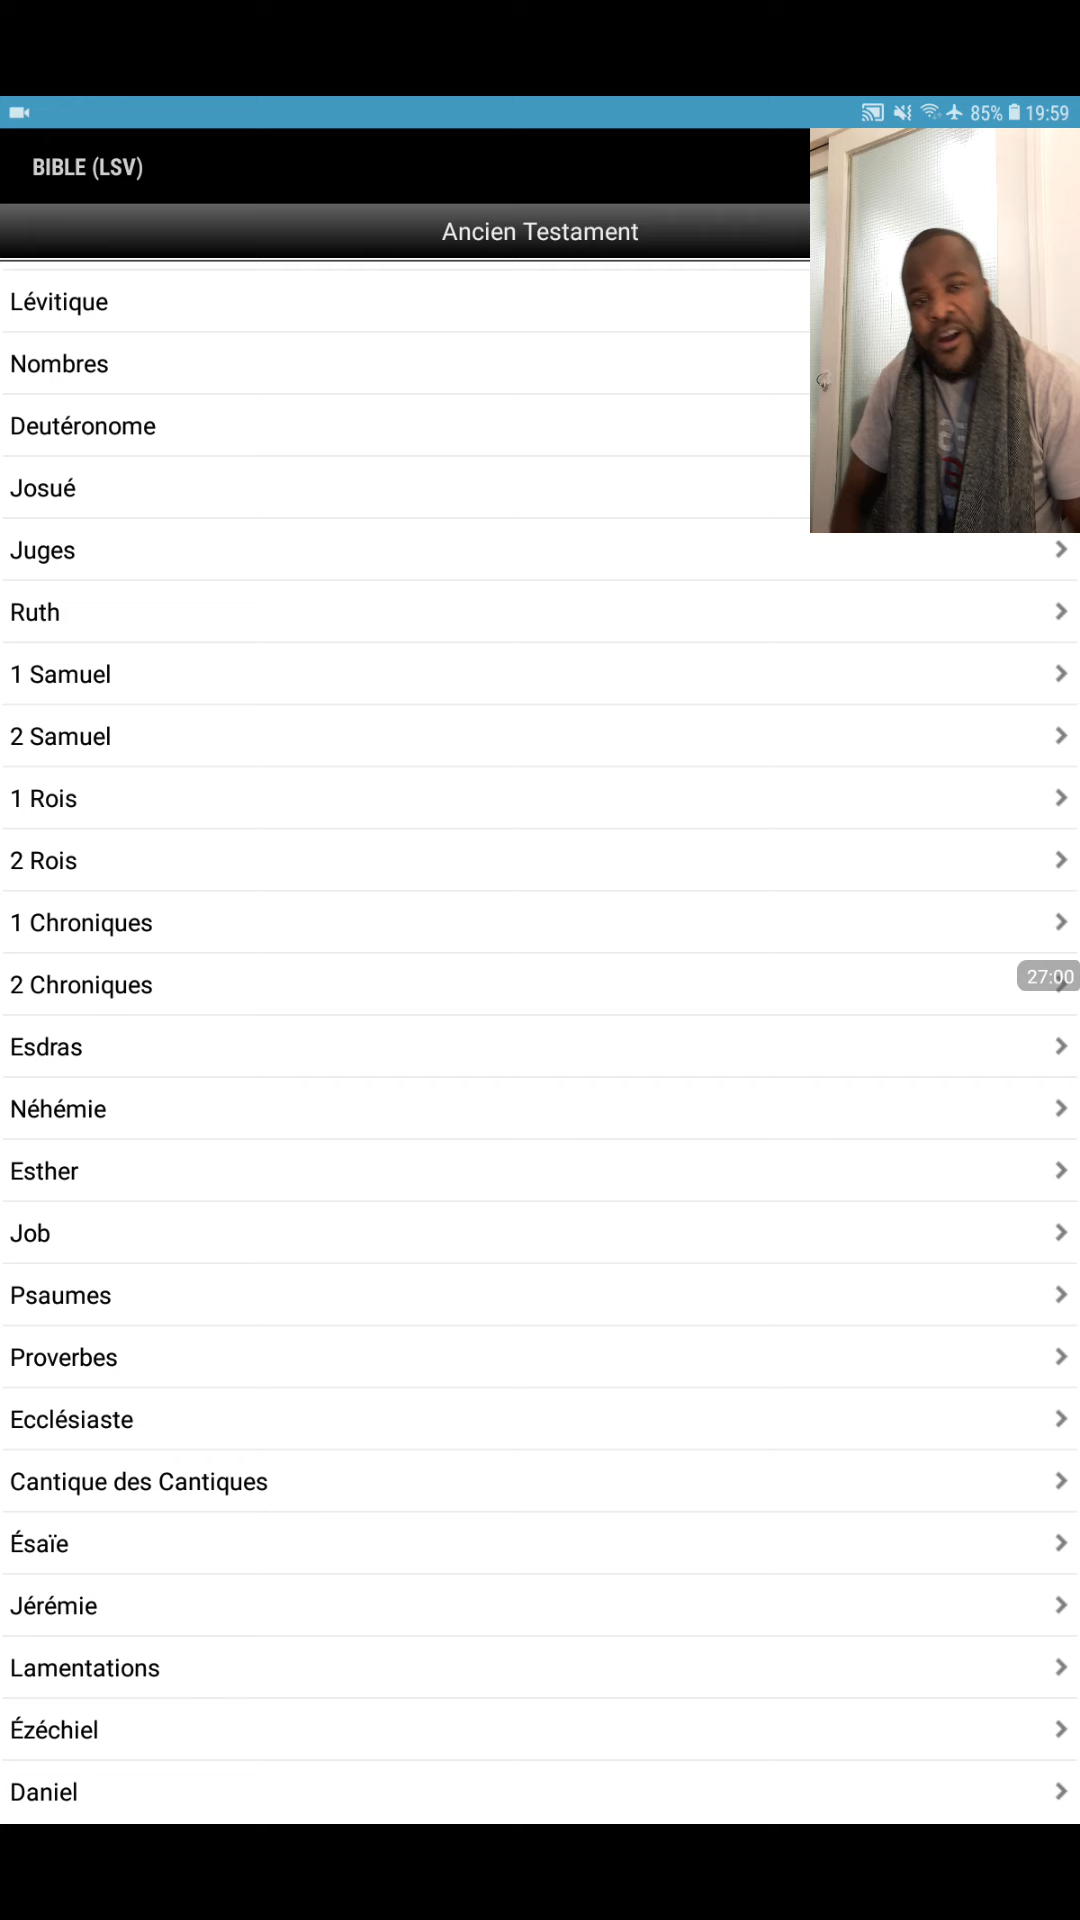 85% 19:59
BIBLE (LSV)
Ancien Testament
Lévitique
Nombres
Deutéronome
Josué
Juges
Ruth
1 Samuel
2 Samuel
1 Rois
2 Rois
1 Chroniques
27:00
2 Chroniques
Esdras
Néhémie
Esther
Job
Psaumes
Proverbes
Ecclésiaste
Cantique des Cantiques
Ésaïe
Jérémie
Lamentations
Ézéchiel
Daniel